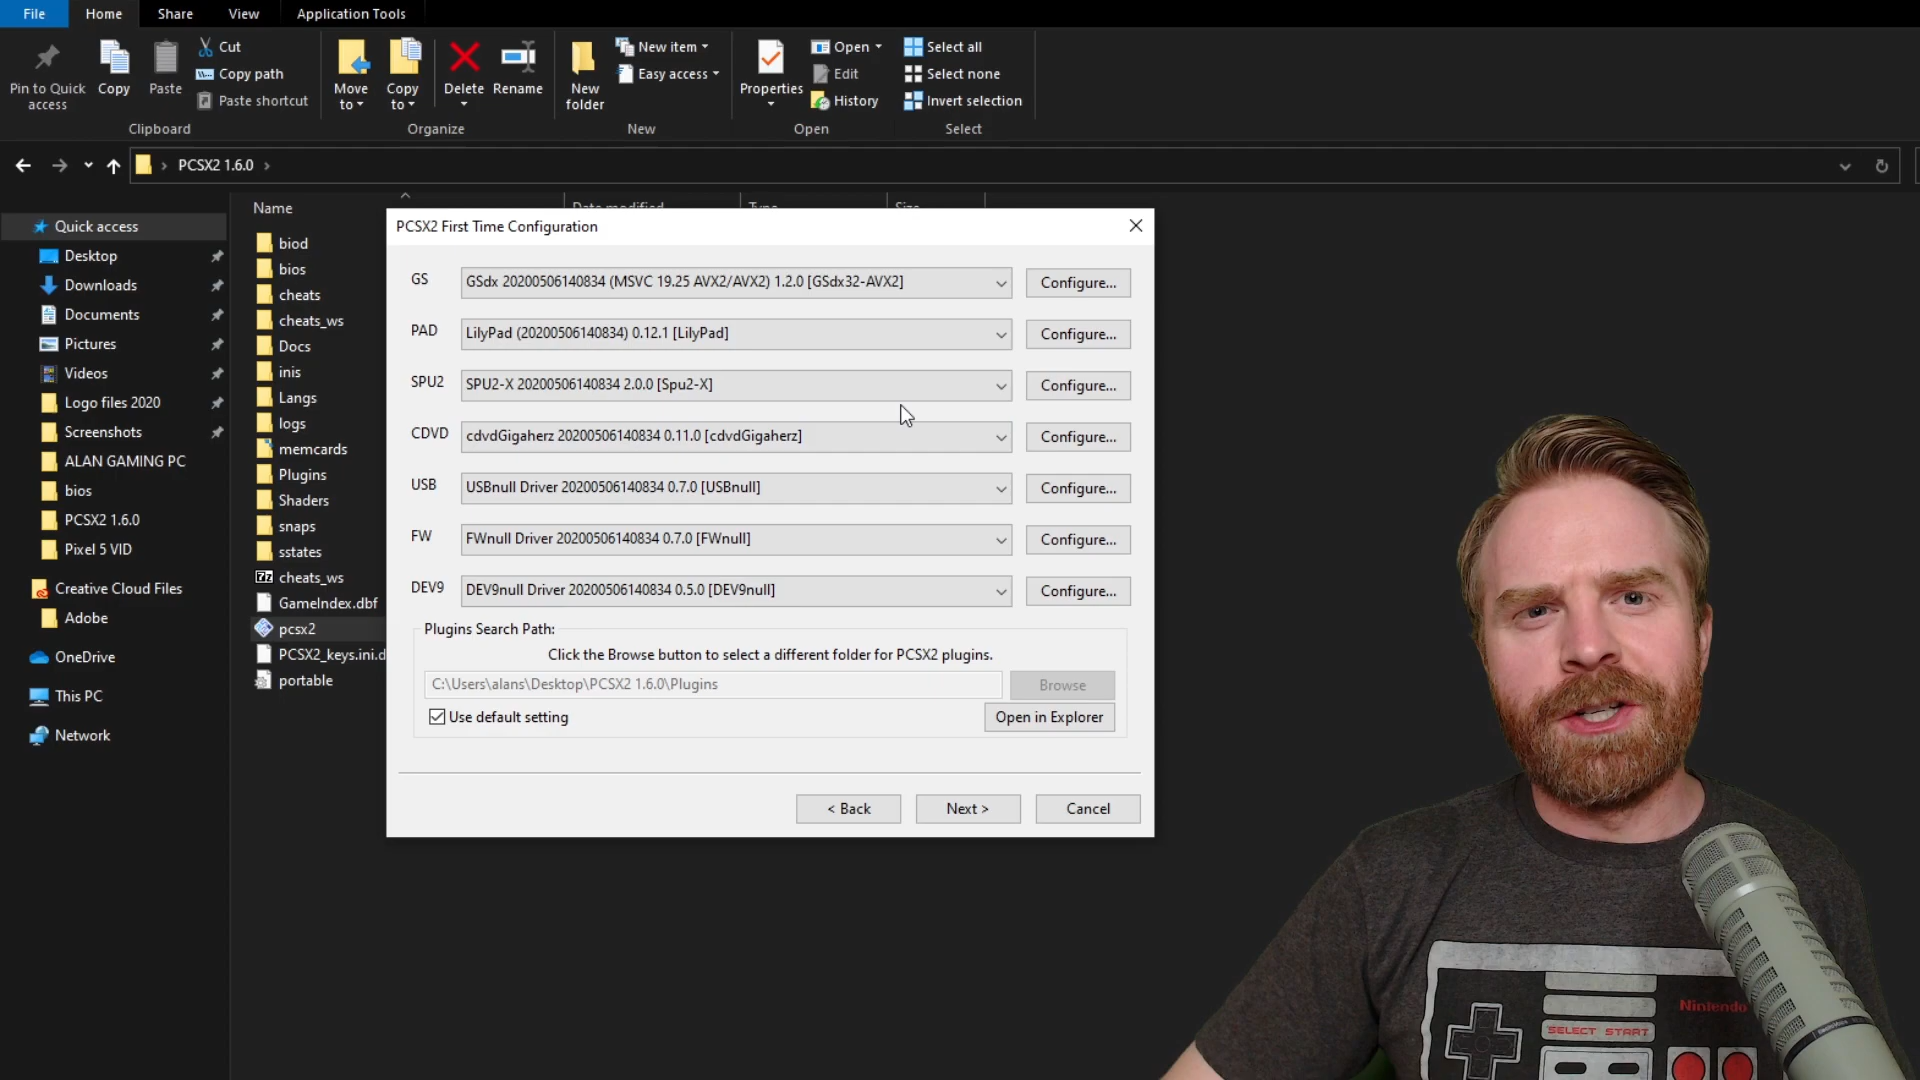 File Home Share View Application Tools
Pin to Quick access
Copy
Paste
Cut
Copy path
Paste shortcut
Clipboard
Move to
Copy to
Delete
Rename
Organize
New folder
New item
Easy access
New
Properties
Open
Edit
History
Open
Select all
Select none
Invert selection
Select
PCSX2 1.6.0
Quick access
Desktop
Downloads
Documents
Pictures
Videos
Logo files 2020
Screenshots
ALAN GAMING PC
bios
PCSX2 1.6.0
Pixel 5 VID
Creative Cloud Files
Adobe
OneDrive
This PC
Network
Name Date modified Type Size
biod
bios
cheats
cheats_ws
Docs
inis
Langs
logs
memcards
Plugins
Shaders
snaps
sstates
cheats_ws
GameIndex.dbf
pcsx2
PCSX2_keys.ini.d
portable
PCSX2 First Time Configuration
GS GSdx 20200506140834 (MSVC 19.25 AVX2/AVX2) 1.2.0 [GSdx32-AVX2] Configure...
PAD LilyPad (20200506140834) 0.12.1 [LilyPad] Configure...
SPU2 SPU2-X 20200506140834 2.0.0 [Spu2-X] Configure...
CDVD cdvdGigaherz 20200506140834 0.11.0 [cdvdGigaherz] Configure...
USB USBnull Driver 20200506140834 0.7.0 [USBnull] Configure...
FW FWnull Driver 20200506140834 0.7.0 [FWnull] Configure...
DEV9 DEV9null Driver 20200506140834 0.5.0 [DEV9null] Configure...
Plugins Search Path:
Click the Browse button to select a different folder for PCSX2 plugins.
C:\Users\alans\Desktop\PCSX2 1.6.0\Plugins Browse
Use default setting Open in Explorer
< Back Next > Cancel
Nintendo
SELECT START